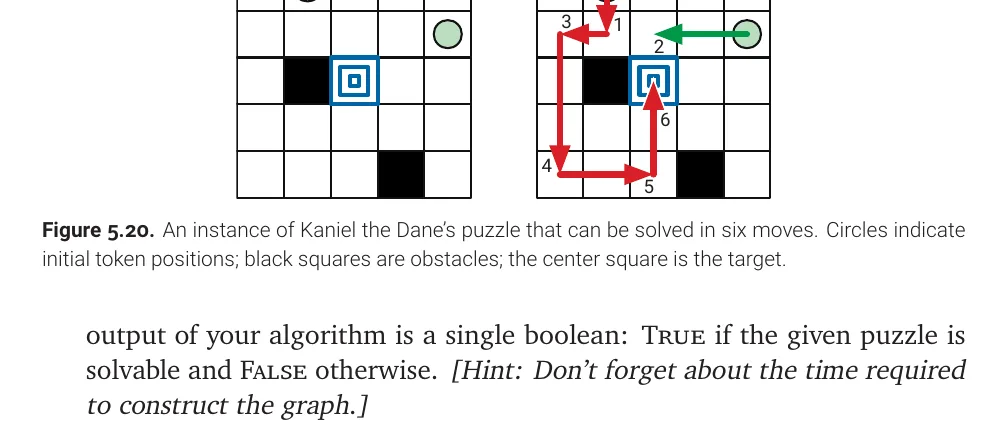 3
1
2
6
4
5
Figure 5.20. An instance of Kaniel the Dane's puzzle that can be solved in six moves. Circles indicate
initial token positions; black squares are obstacles; the center square is the target.
output of your algorithm is a single boolean: TRUE if the given puzzle is
solvable and FALSE otherwise. [Hint: Don't forget about the time required
to construct the graph.]